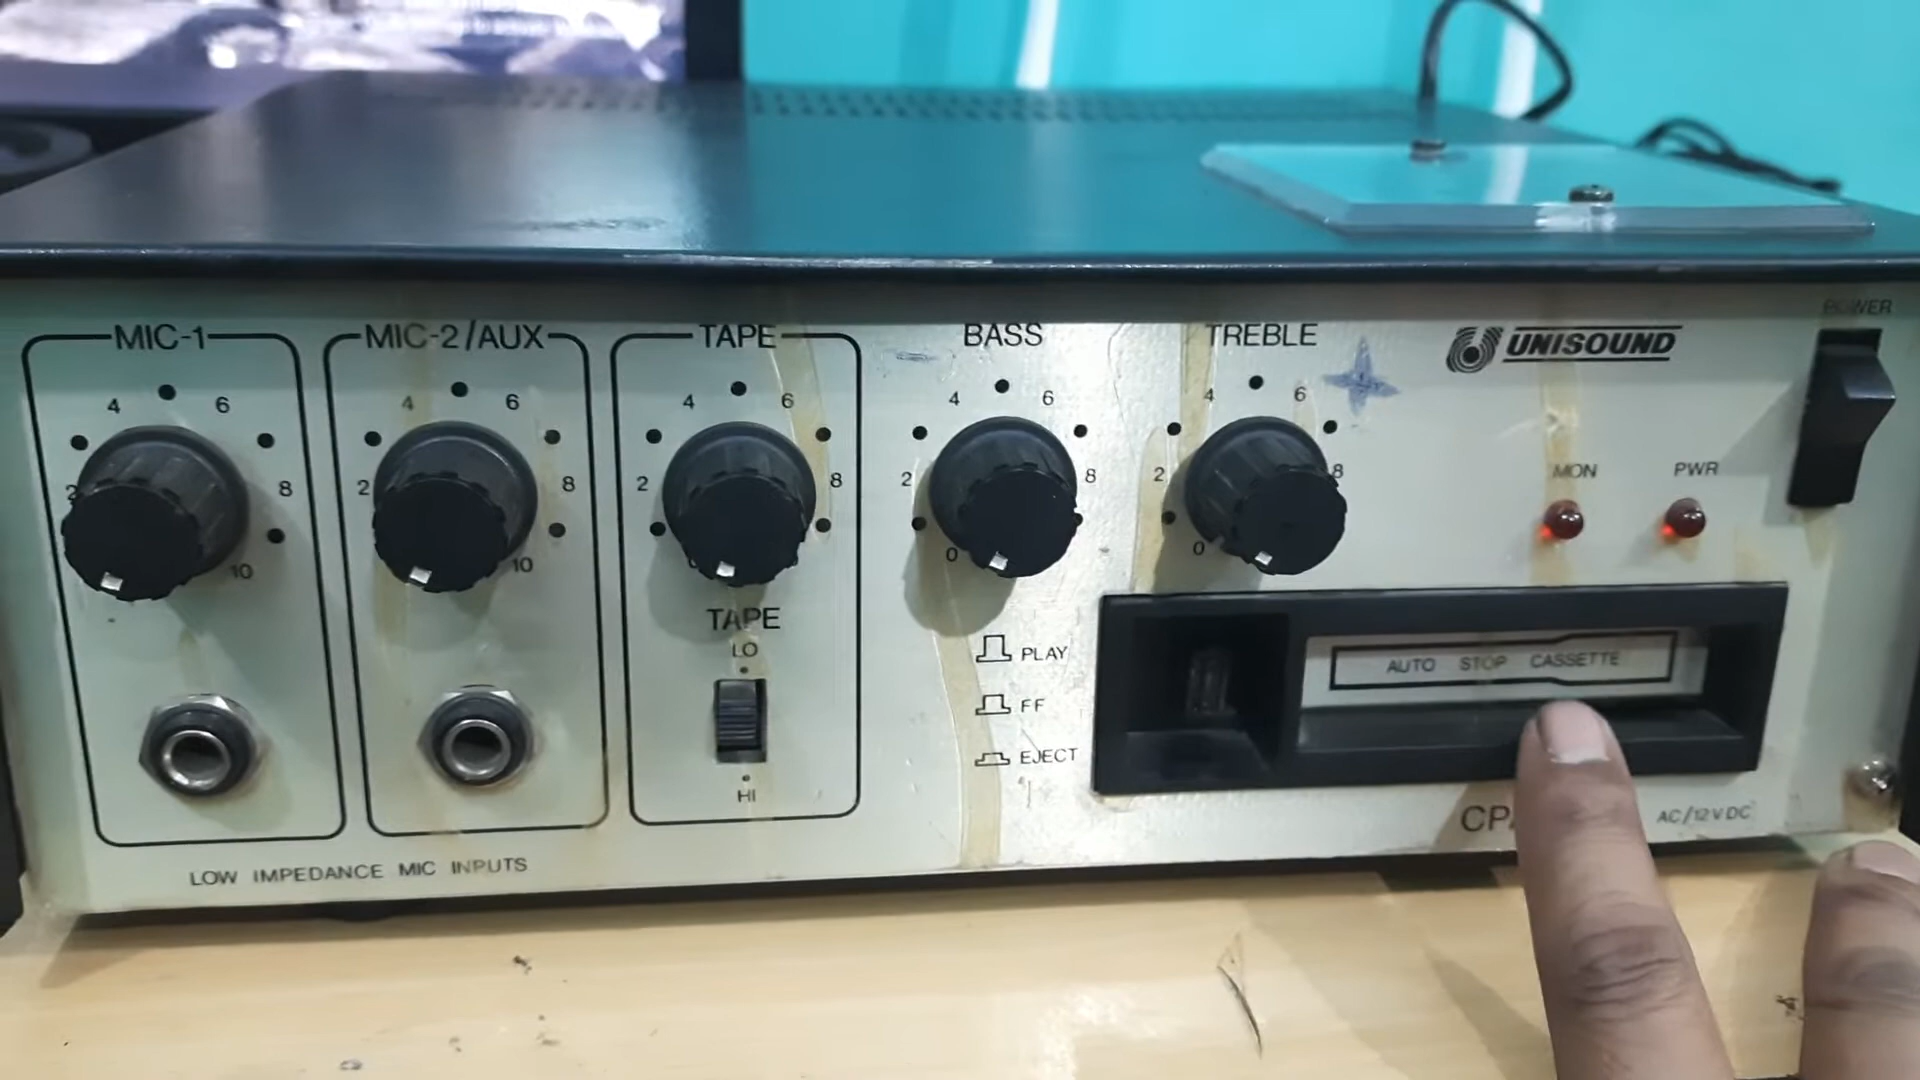 POWER
MIC-1
MIC-2/AUX
TAPE
BASS
TREBLE
UNISOUND
4 6
4 6
4 6
4 6
4 6
2 8
2 8
2 8
2 8
2 8
MON PWR
10
10
0
0
TAPE
LO
HI
PLAY
FF
EJECT
AUTO STOP CASSETTE
AC/12V DC
LOW IMPEDANCE MIC INPUTS